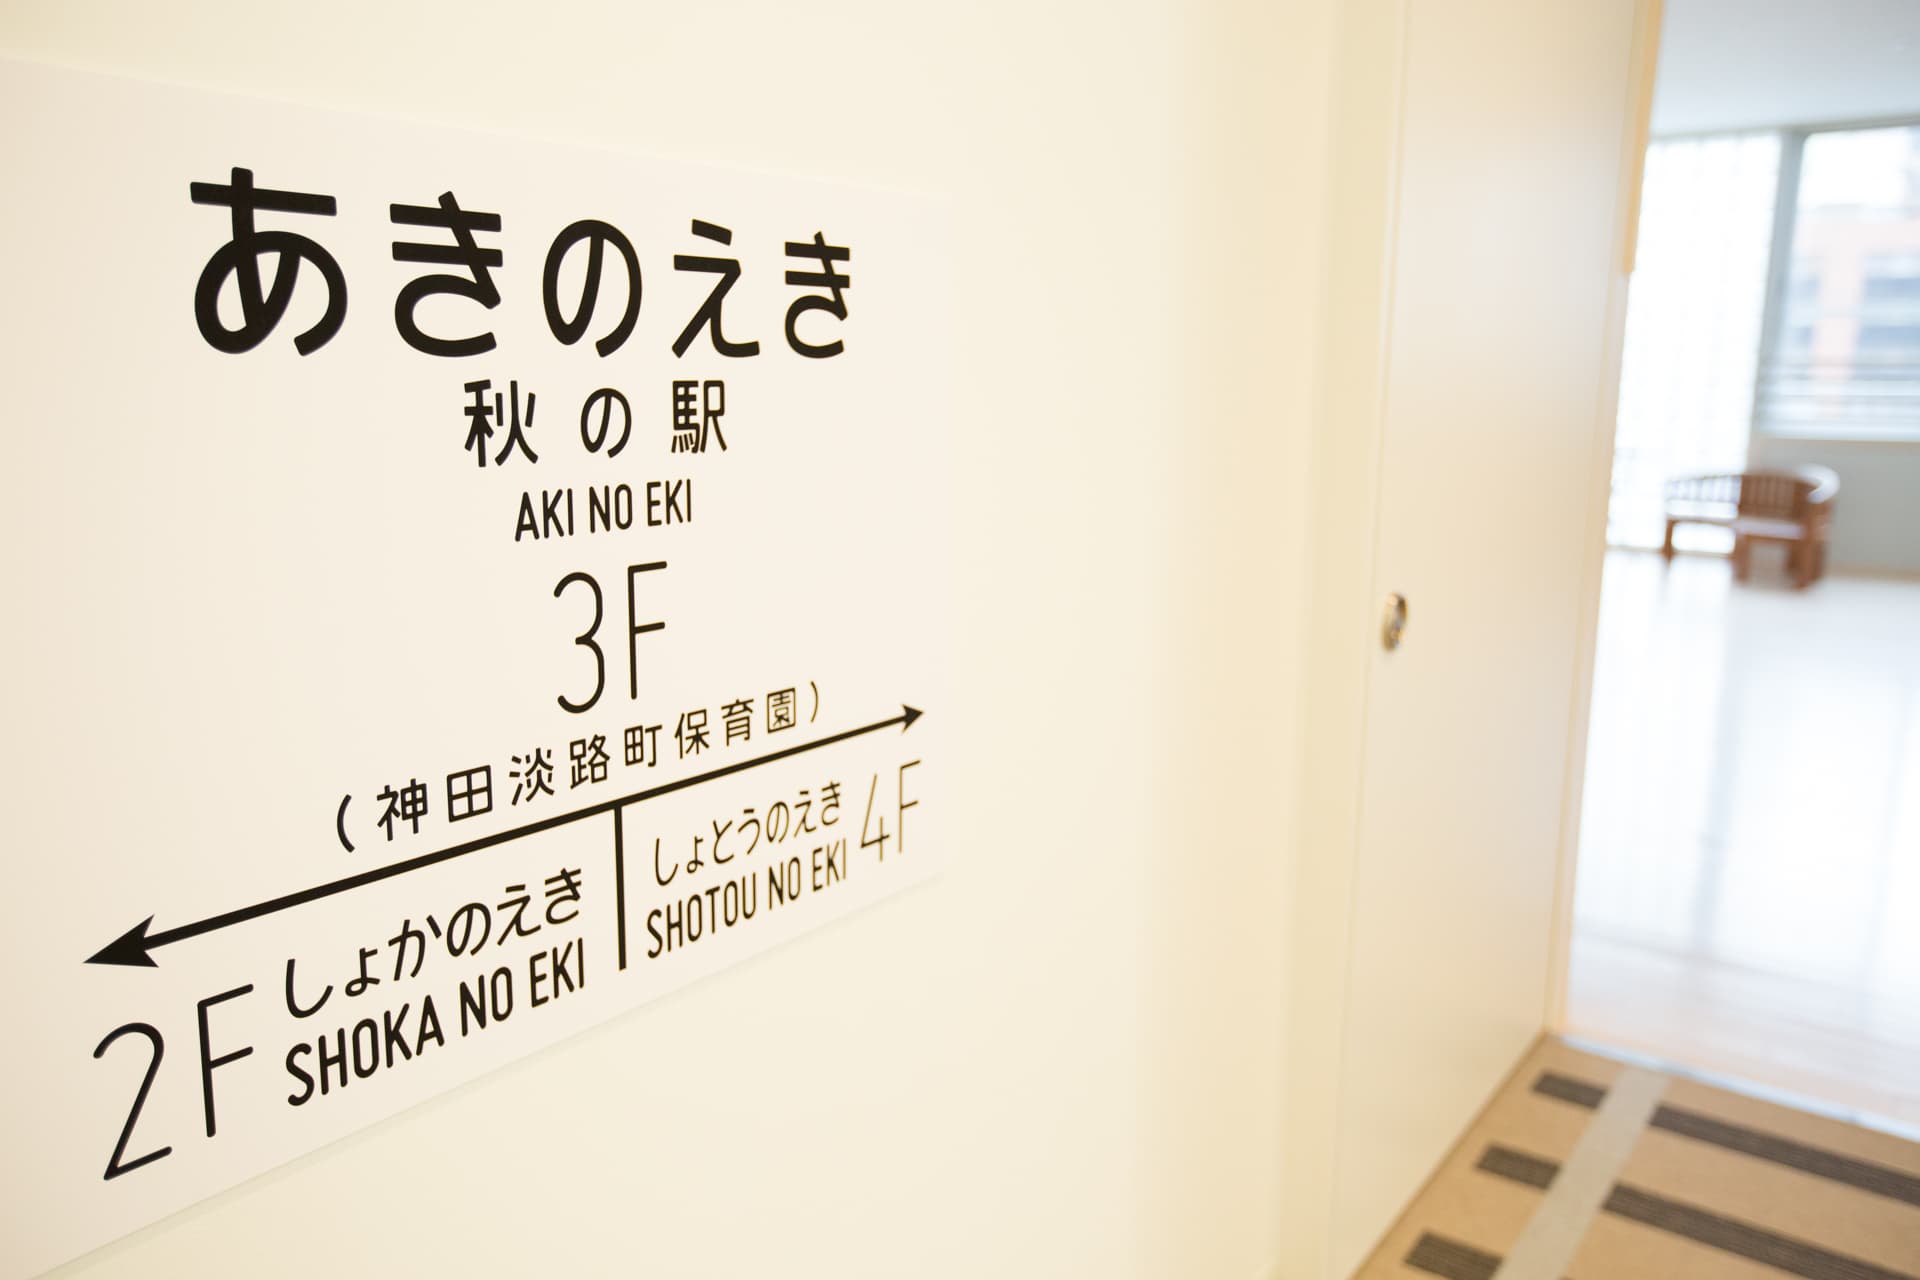 あきのえき
秋の駅
AKI NO EKI
3F
(神田淡路町保育園)
2F しょかのえき
SHOKA NO EKI
しょとうのえき 4F
SHOTOU NO EKI